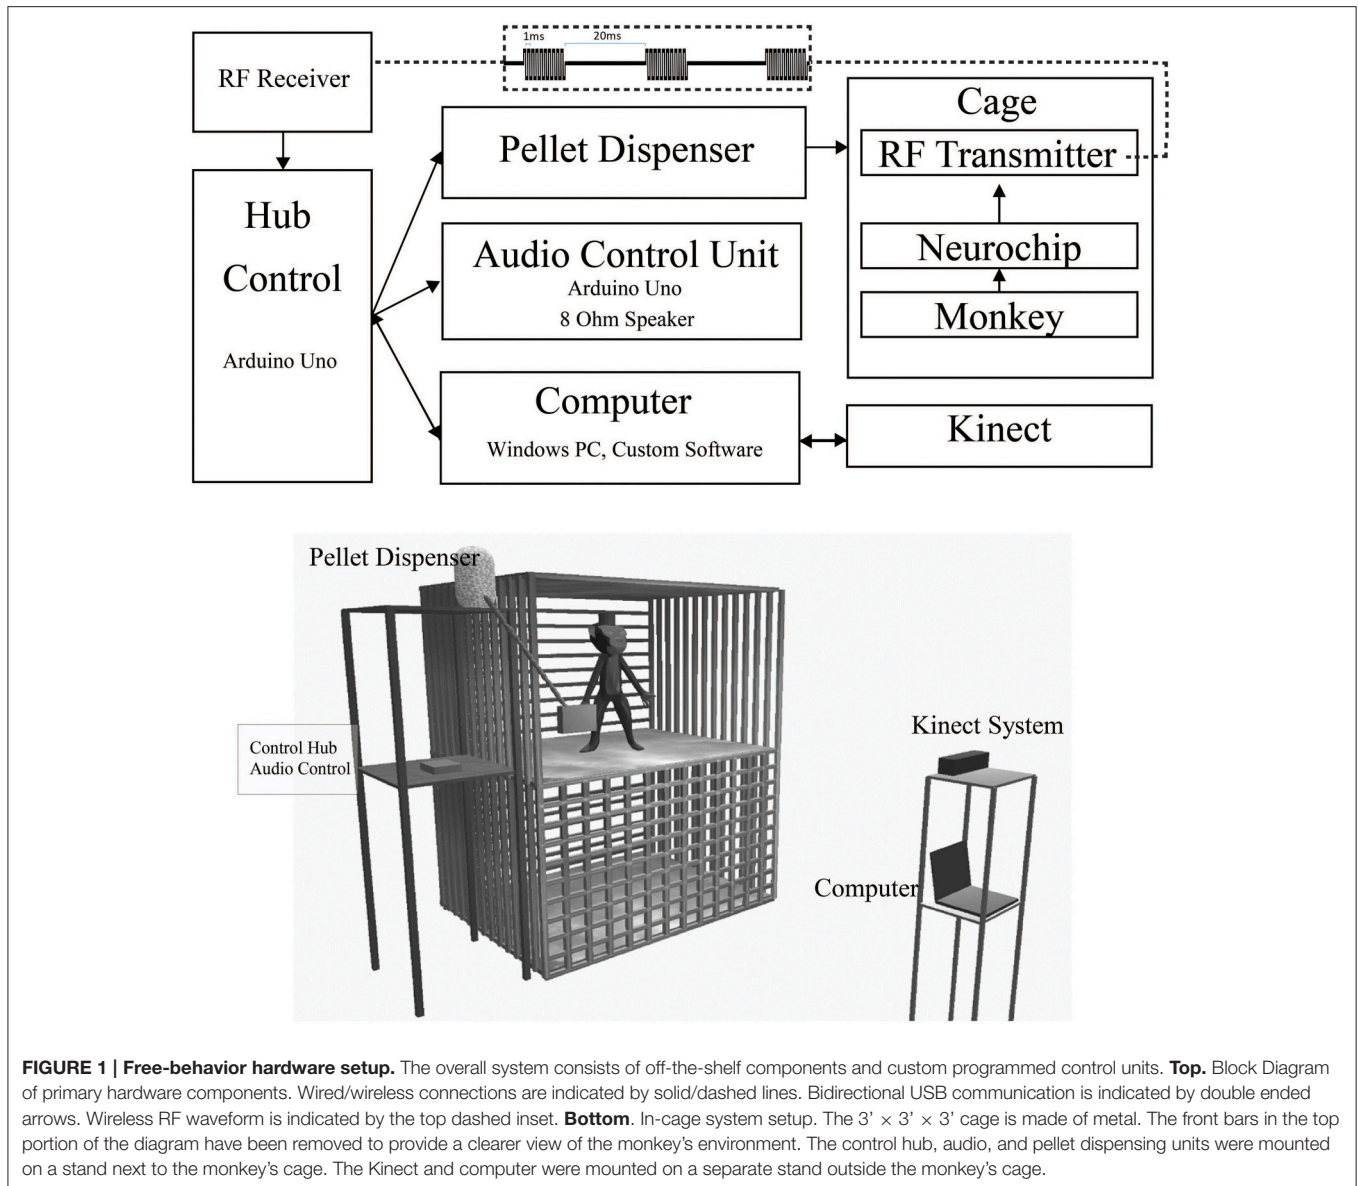 1ms
20ms
RF Receiver
Cage
Pellet Dispenser
RF Transmitter
Hub
Control
Arduino Uno
Audio Control Unit
Arduino Uno
8 Ohm Speaker
Neurochip
Monkey
Computer
Windows PC, Custom Software
Kinect
Pellet Dispenser
Control Hub
Audio Control
Kinect System
Computer
FIGURE 1 | Free-behavior hardware setup. The overall system consists of off-the-shelf components and custom programmed control units. Top. Block Diagram
of primary hardware components. Wired/wireless connections are indicated by solid/dashed lines. Bidirectional USB communication is indicated by double ended
arrows. Wireless RF waveform is indicated by the top dashed inset. Bottom. In-cage system setup. The 3’ × 3’ × 3’ cage is made of metal. The front bars in the top
portion of the diagram have been removed to provide a clearer view of the monkey’s environment. The control hub, audio, and pellet dispensing units were mounted
on a stand next to the monkey’s cage. The Kinect and computer were mounted on a separate stand outside the monkey’s cage.